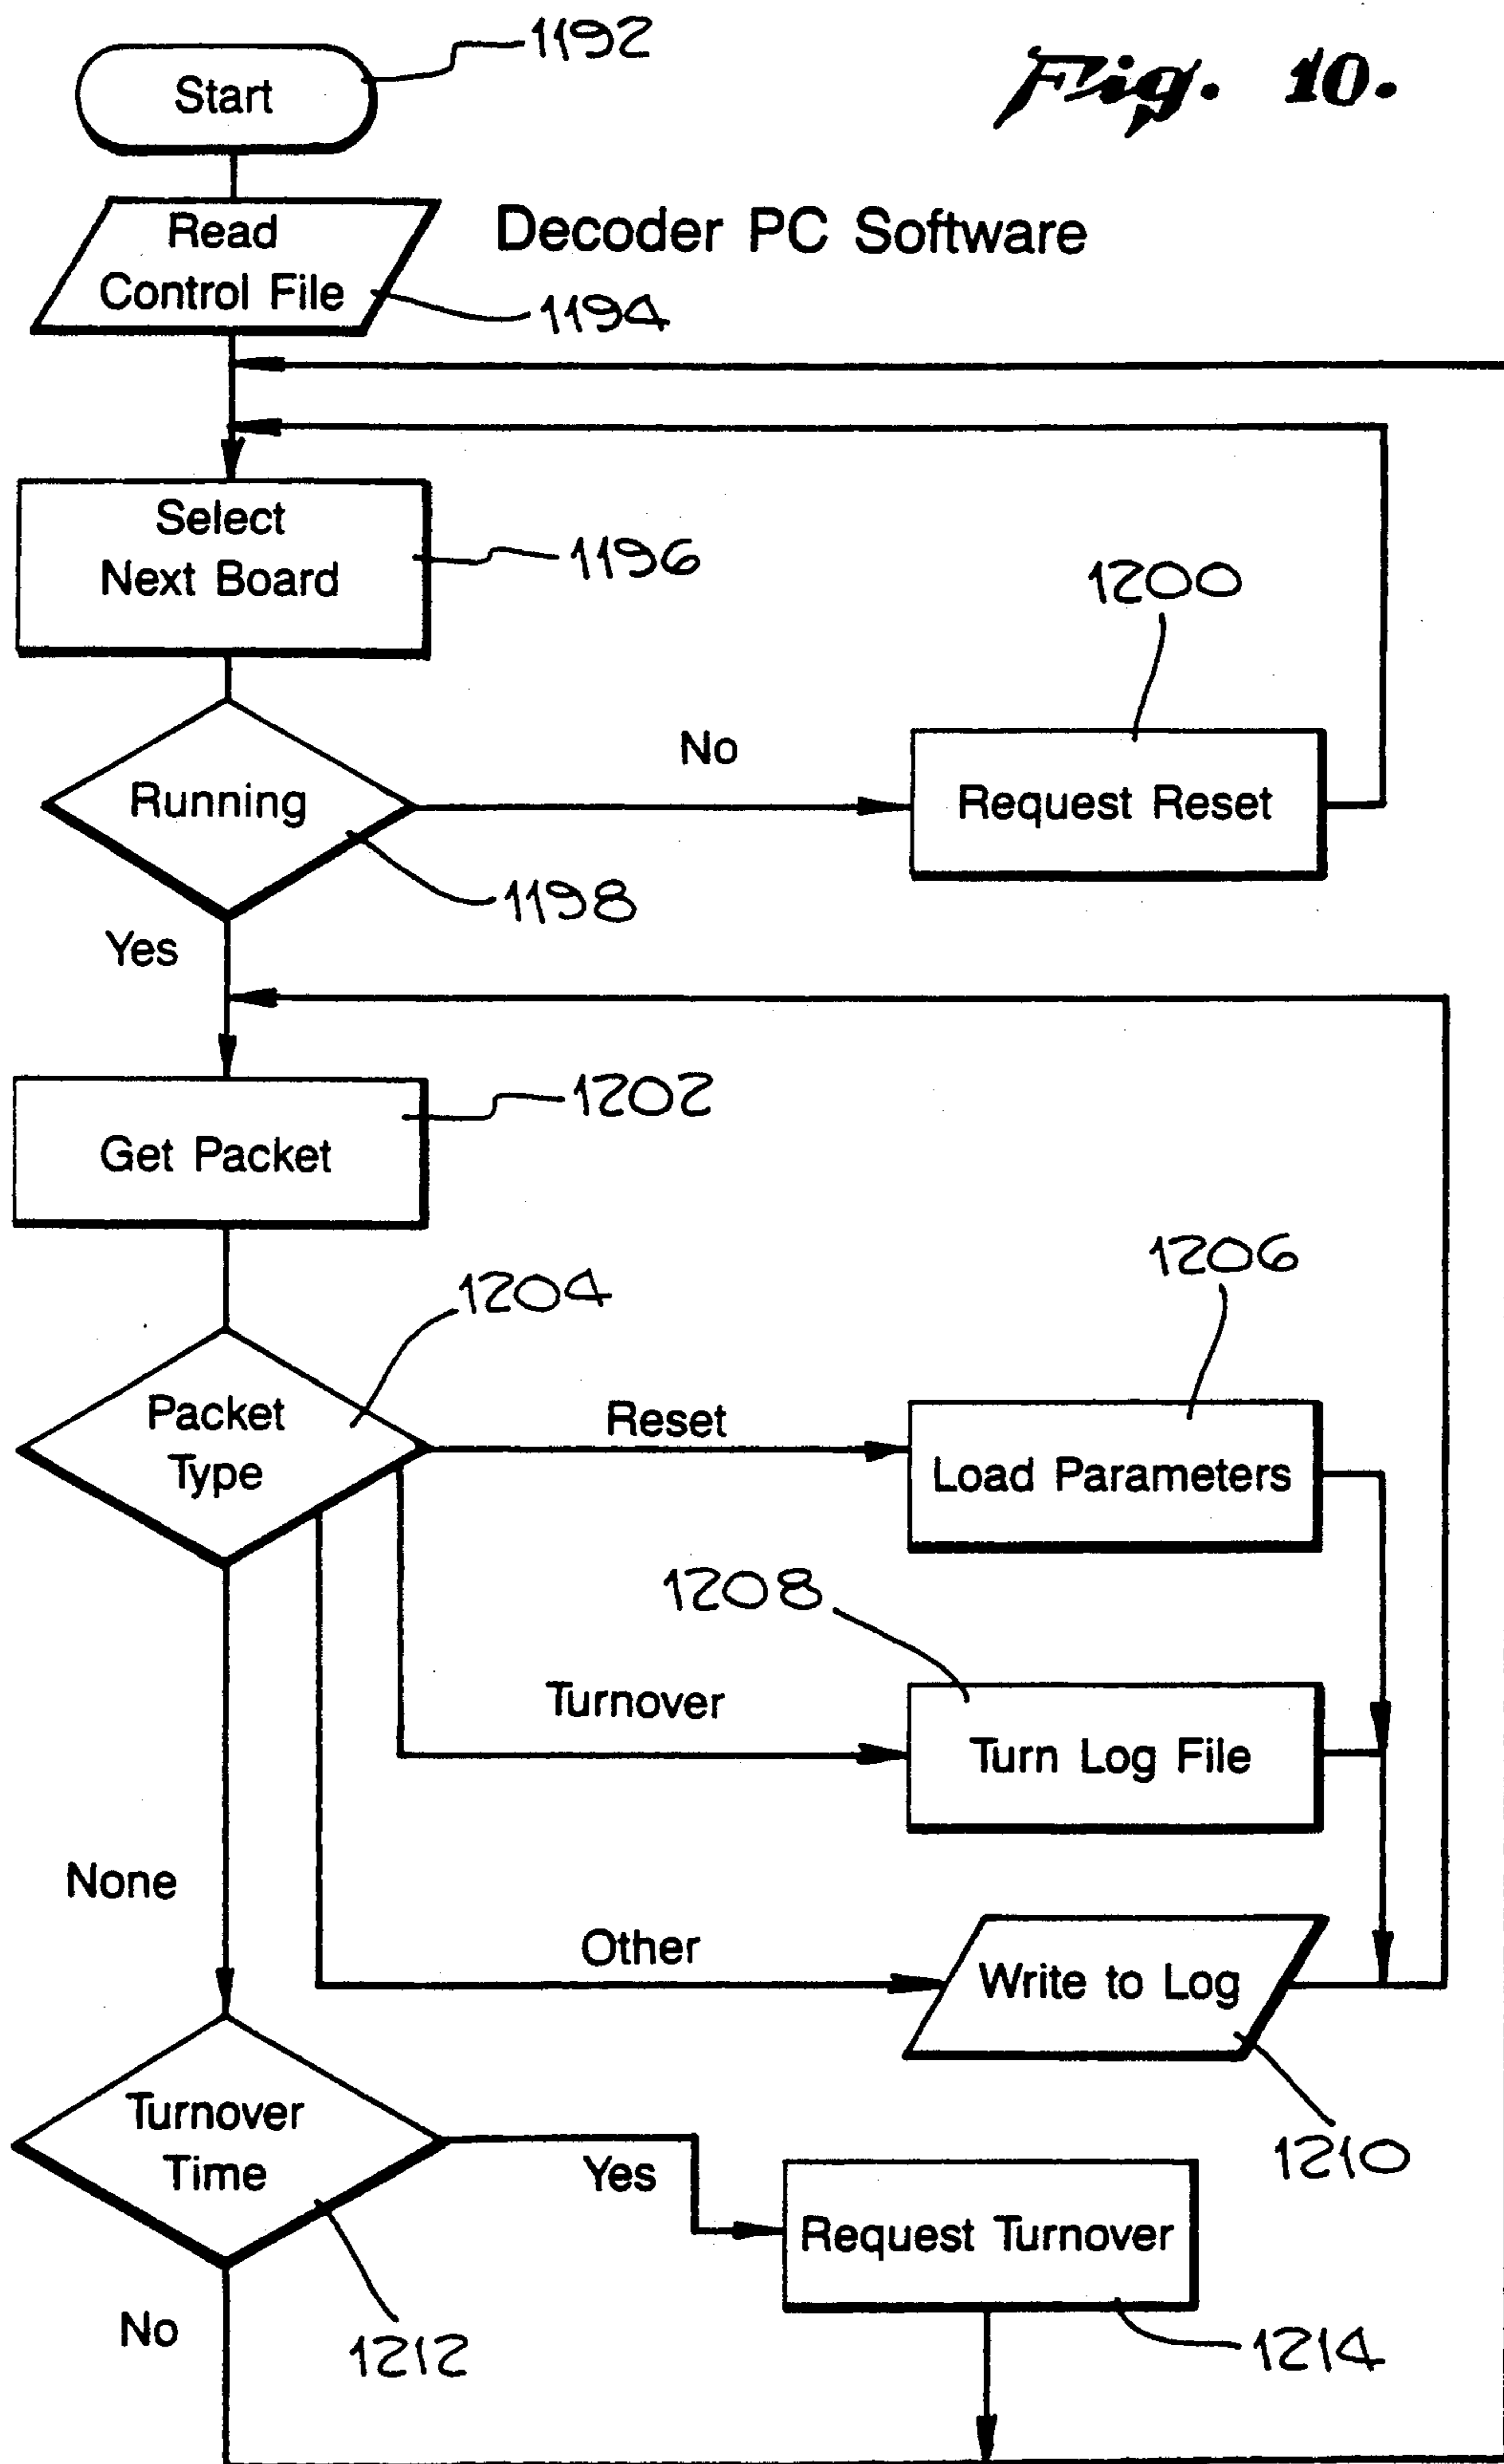 1192
Fig. 10.
Start
Read
Control File
Decoder PC Software
1194
Select
Next Board
1196
1200
No
Running
Request Reset
1198
Yes
1202
Get Packet
1206
1204
Packet
Type
Reset
Load Parameters
1208
Turnover
Turn Log File
None
Other
Write to Log
Turnover
Time
1210
Yes
Request Turnover
No
1212
1214